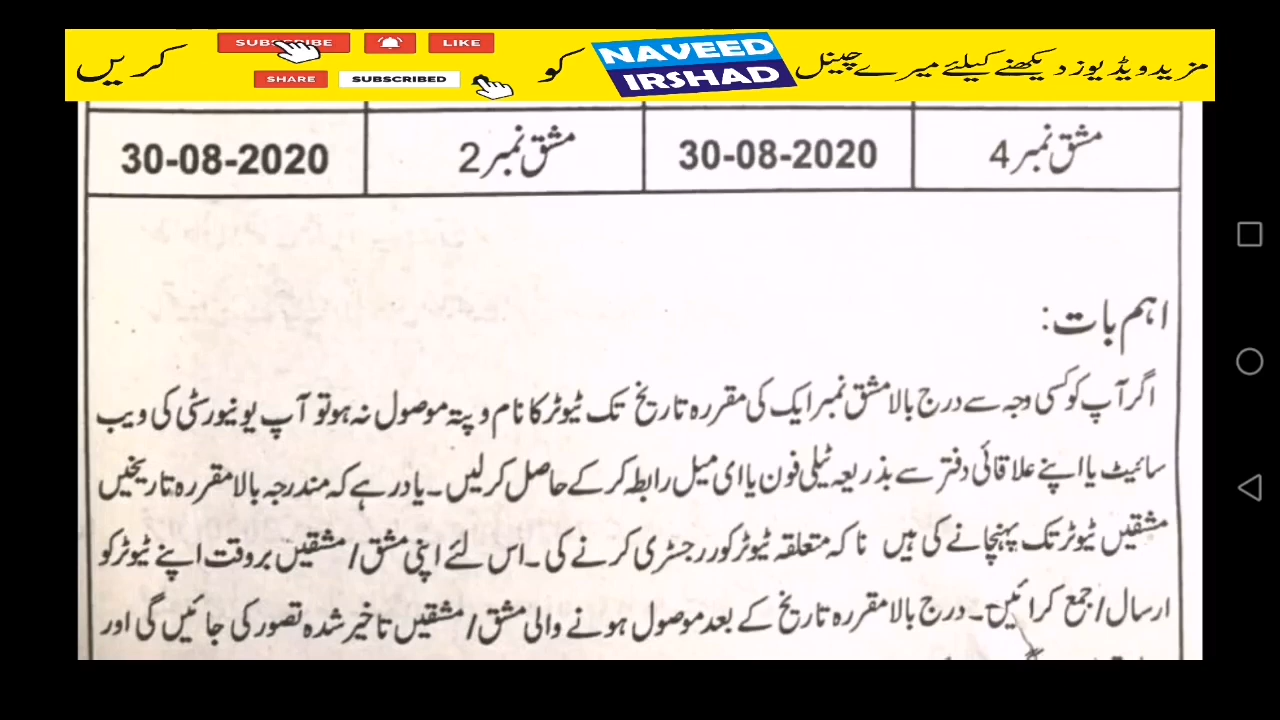 مزید ویڈیوز دیکھنے کیلئے میرے چینل NAVEED IRSHAD کو SUBSCRIBE LIKE SHARE SUBSCRIBED کریں
مشق نمبر 4 30-08-2020 مشق نمبر 2 30-08-2020
اہم بات:
اگر آپ کو کسی وجہ سے درج بالا مشق نمبر ایک کی مقررہ تاریخ تک ٹیوٹر کا نام و پتہ موصول نہ ہو تو آپ یونیورسٹی کی ویب
سائیٹ یا اپنے علاقائی دفتر سے بذریعہ ٹیلی فون یا ای میل رابطہ کر کے حاصل کر لیں۔ یاد رہے کہ مندرجہ بالا مقررہ تاریخیں
مشقیں ٹیوٹر تک پہنچانے کی ہیں نا کہ متعلقہ ٹیوٹر کو رجسٹری کرنے کی۔ اس لئے اپنی مشق/مشقیں بروقت اپنے ٹیوٹر کو
ارسال/جمع کرائیں۔ درج بالا مقررہ تاریخ کے بعد موصول ہونے والی مشق/مشقیں تاخیر شدہ تصور کی جائیں گی اور